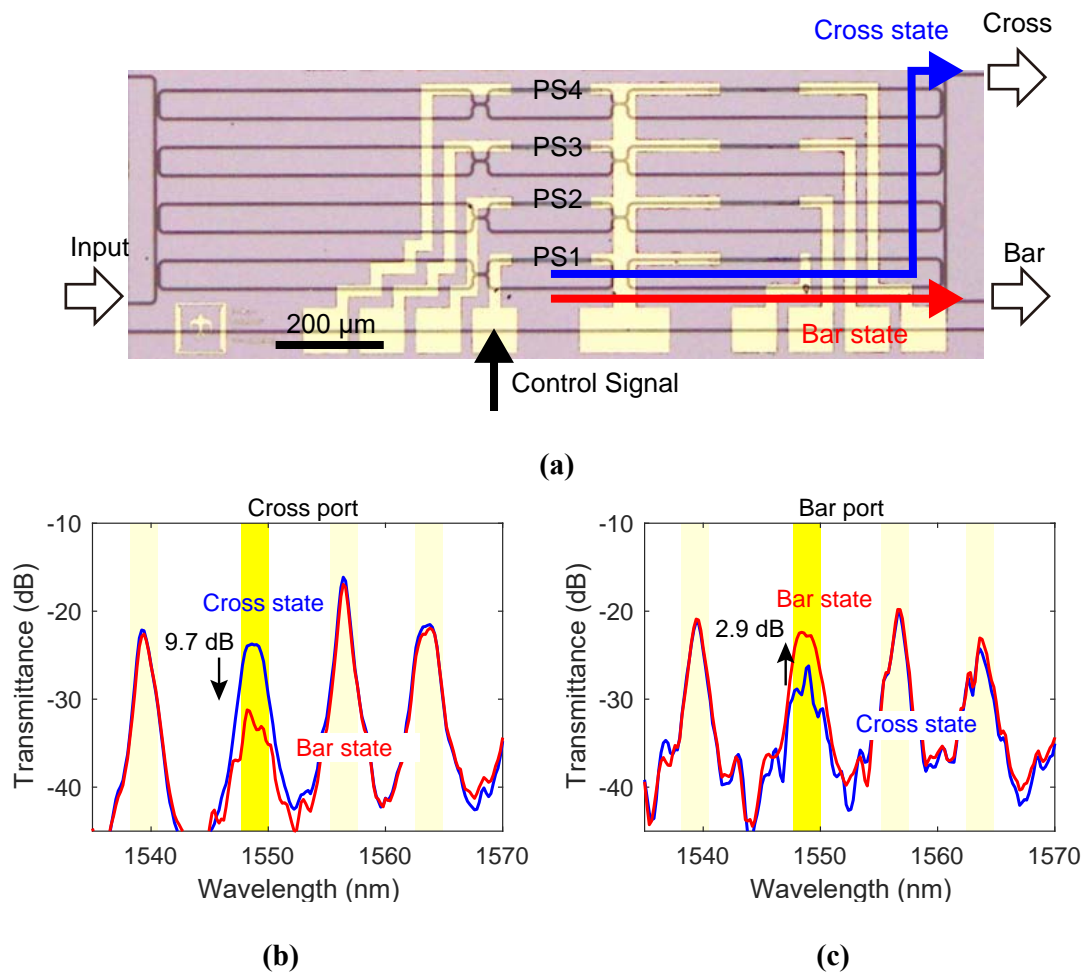 Cross state
Cross
PS4
PS3
PS2
PS1
Input
Bar
200 µm
Bar state
Control Signal
(a)
Cross port
-10
-20
-30
-40
Transmittance (dB)
Cross state
9.7 dB
Bar state
1540
1550
1560
1570
Wavelength (nm)
(b)
Bar port
-10
-20
-30
-40
Transmittance (dB)
Bar state
2.9 dB
Cross state
1540
1550
1560
1570
Wavelength (nm)
(c)